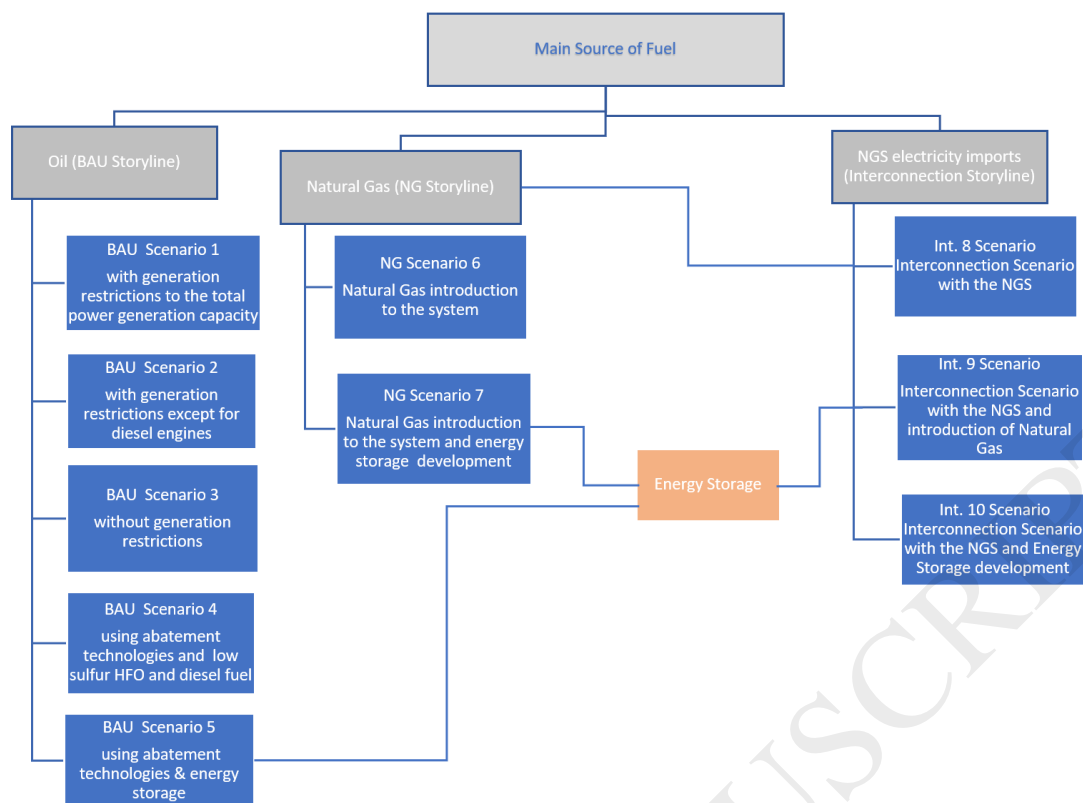 Main Source of Fuel
Oil (BAU Storyline)
BAU Scenario 1
with generation
restrictions to the total
power generation capacity
BAU Scenario 2
with generation
restrictions except for
diesel engines
BAU Scenario 3
without generation
restrictions
BAU Scenario 4
using abatement
technologies and low
sulfur HFO and diesel fuel
BAU Scenario 5
using abatement
technologies & energy
storage
Natural Gas (NG Storyline)
NG Scenario 6
Natural Gas introduction
to the system
NG Scenario 7
Natural Gas introduction
to the system and energy
storage development
Energy Storage
NGS electricity imports
(Interconnection Storyline)
Int. 8 Scenario
Interconnection Scenario
with the NGS
Int. 9 Scenario
Interconnection Scenario
with the NGS and
introduction of Natural
Gas
Int. 10 Scenario
Interconnection Scenario
with the NGS and Energy
Storage development
USCRIPT